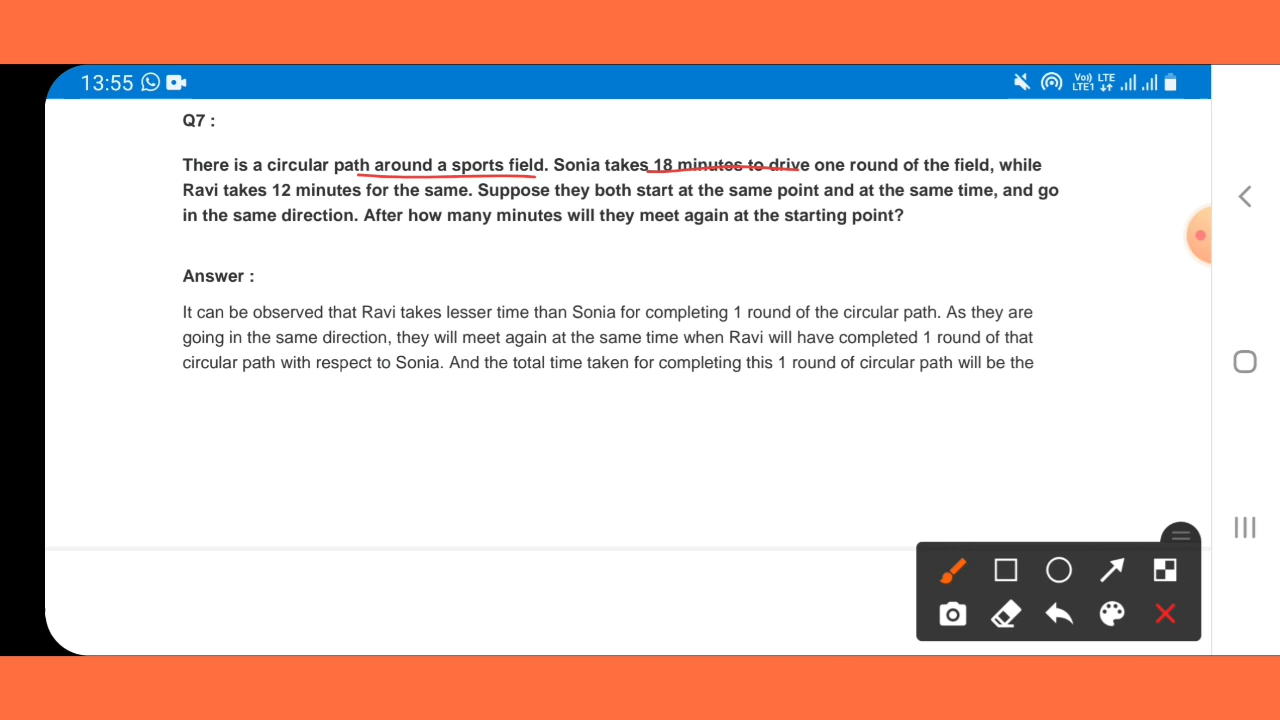 13:55
Vo)) LTE
LTE1
Q7 :
There is a circular path around a sports field. Sonia takes 18 minutes to drive one round of the field, while
Ravi takes 12 minutes for the same. Suppose they both start at the same point and at the same time, and go
in the same direction. After how many minutes will they meet again at the starting point?
Answer :
It can be observed that Ravi takes lesser time than Sonia for completing 1 round of the circular path. As they are
going in the same direction, they will meet again at the same time when Ravi will have completed 1 round of that
circular path with respect to Sonia. And the total time taken for completing this 1 round of circular path will be the